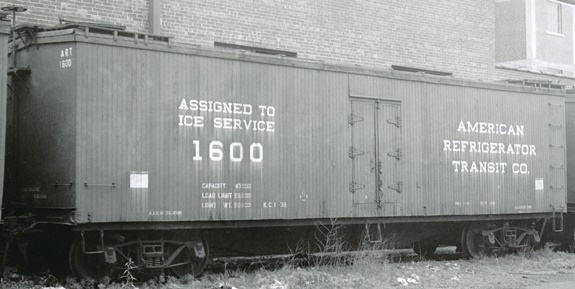 ART
1600
ASSIGNED TO
ICE SERVICE
1600
CAPACITY
LOAD LIMIT
LIGHT WT.
K.C.
AMERICAN
REFRIGERATOR
TRANSIT CO.